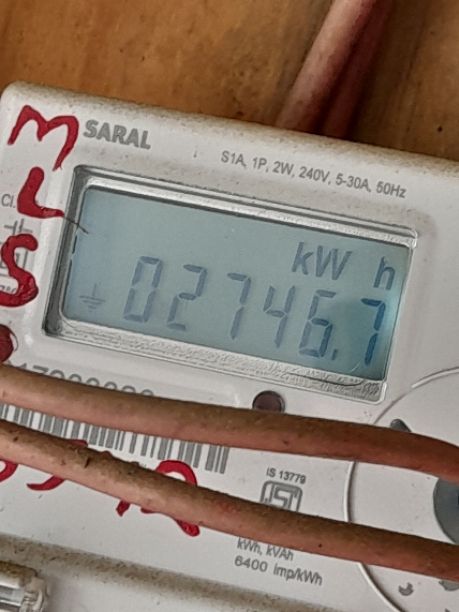 SARAL
S1A, 1P, 2W, 240V, 5-30A, 50Hz
kW h
02746.7
IS 13779
kWh, kVAh
6400 imp/kWh